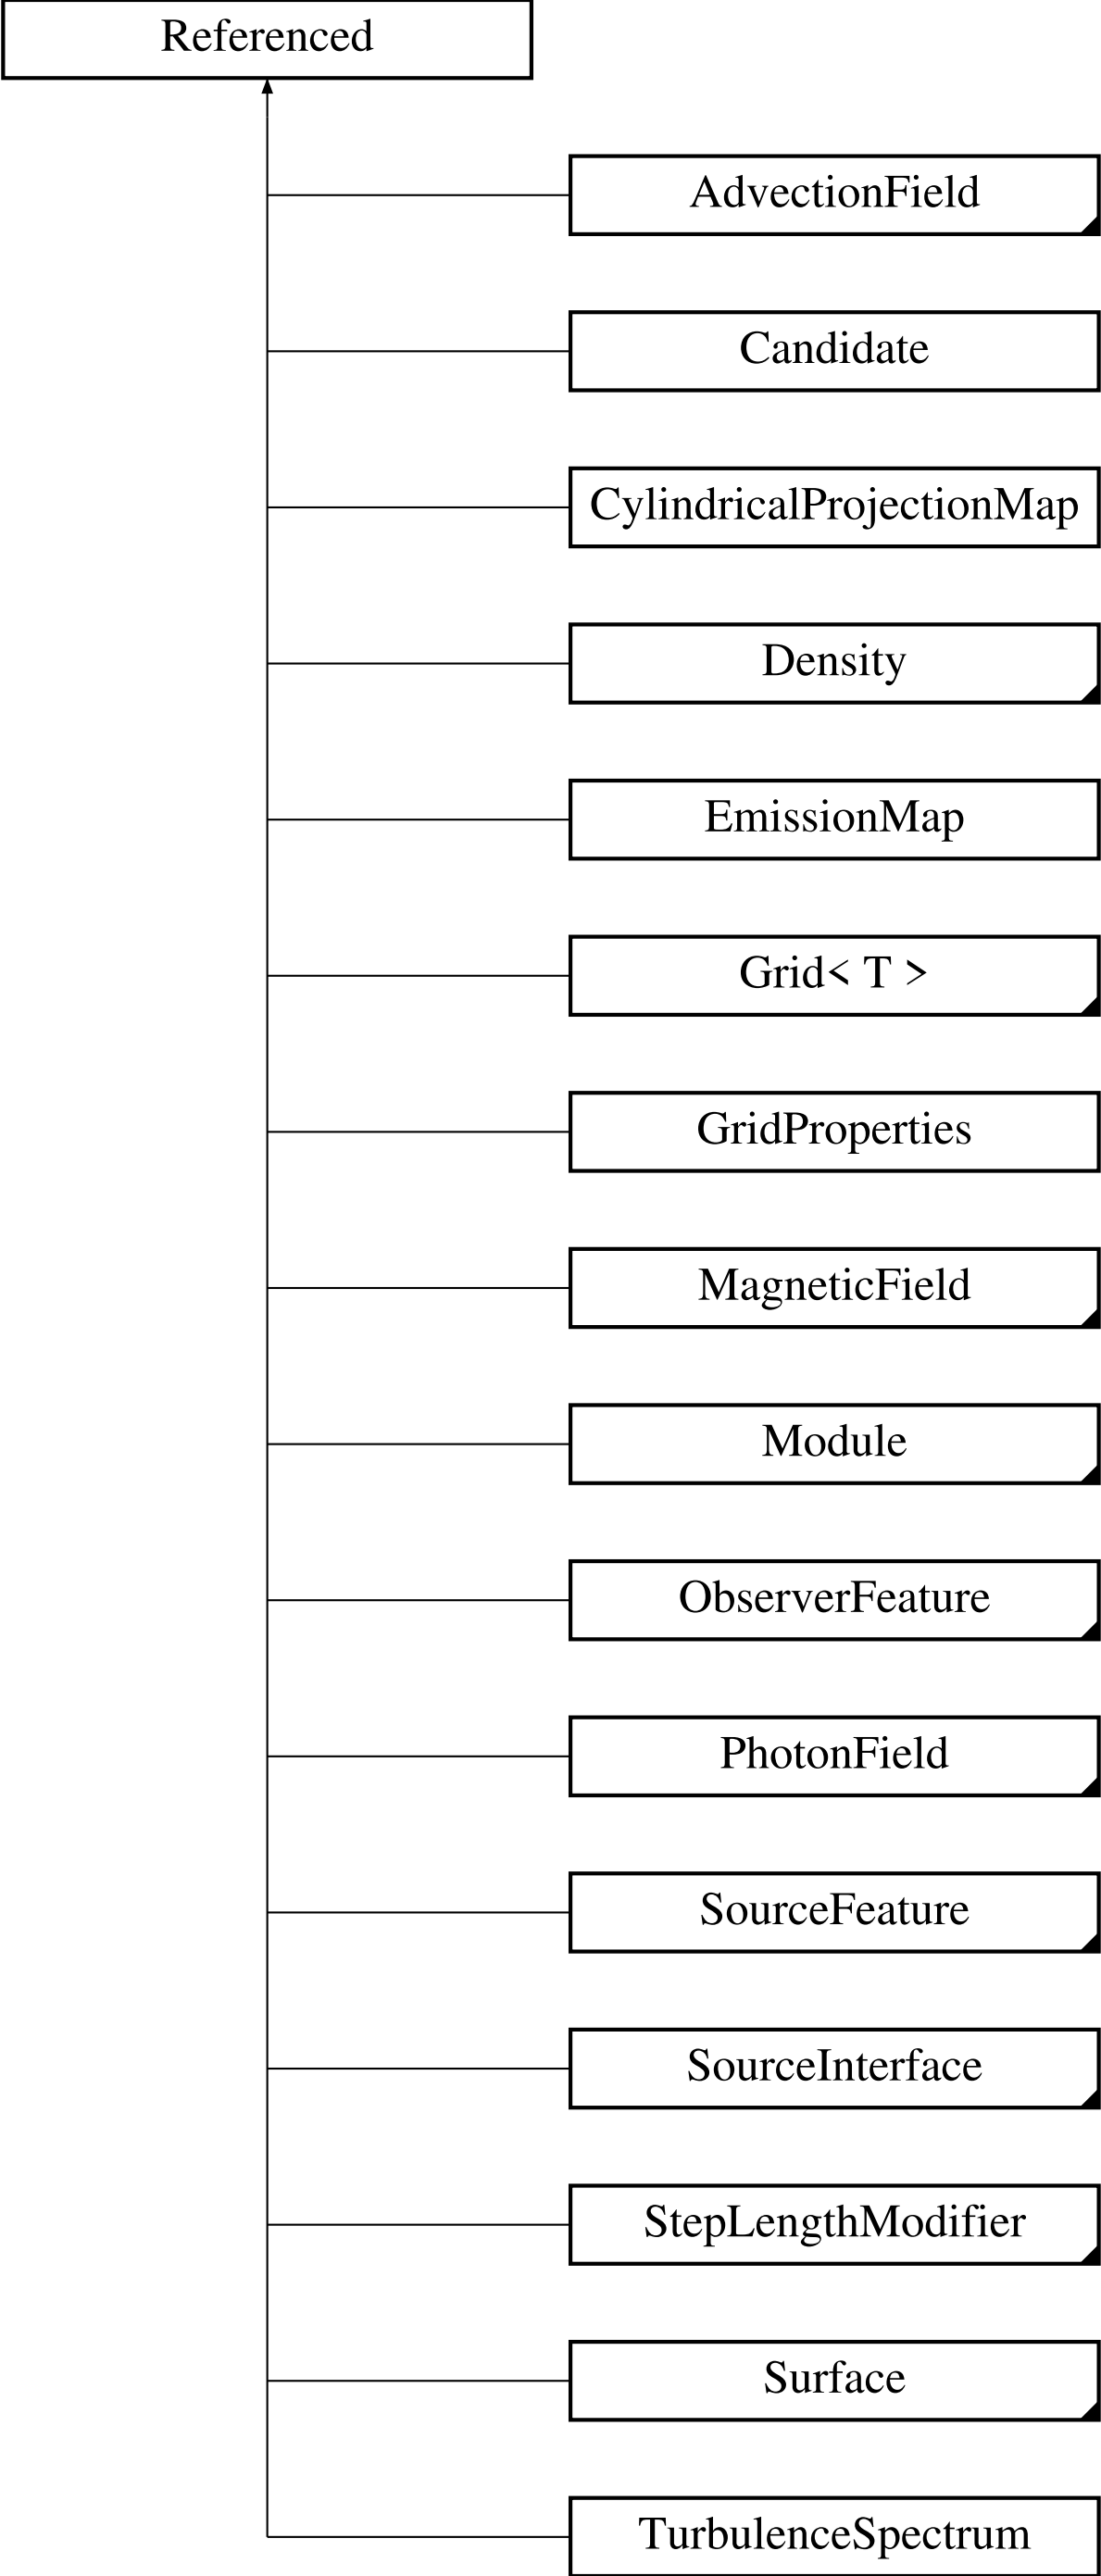 Referenced
AdvectionField
Candidate
CylindricalProjectionMap
Density
EmissionMap
Grid< T >
GridProperties
MagneticField
Module
ObserverFeature
PhotonField
SourceFeature
SourceInterface
StepLengthModifier
Surface
TurbulenceSpectrum